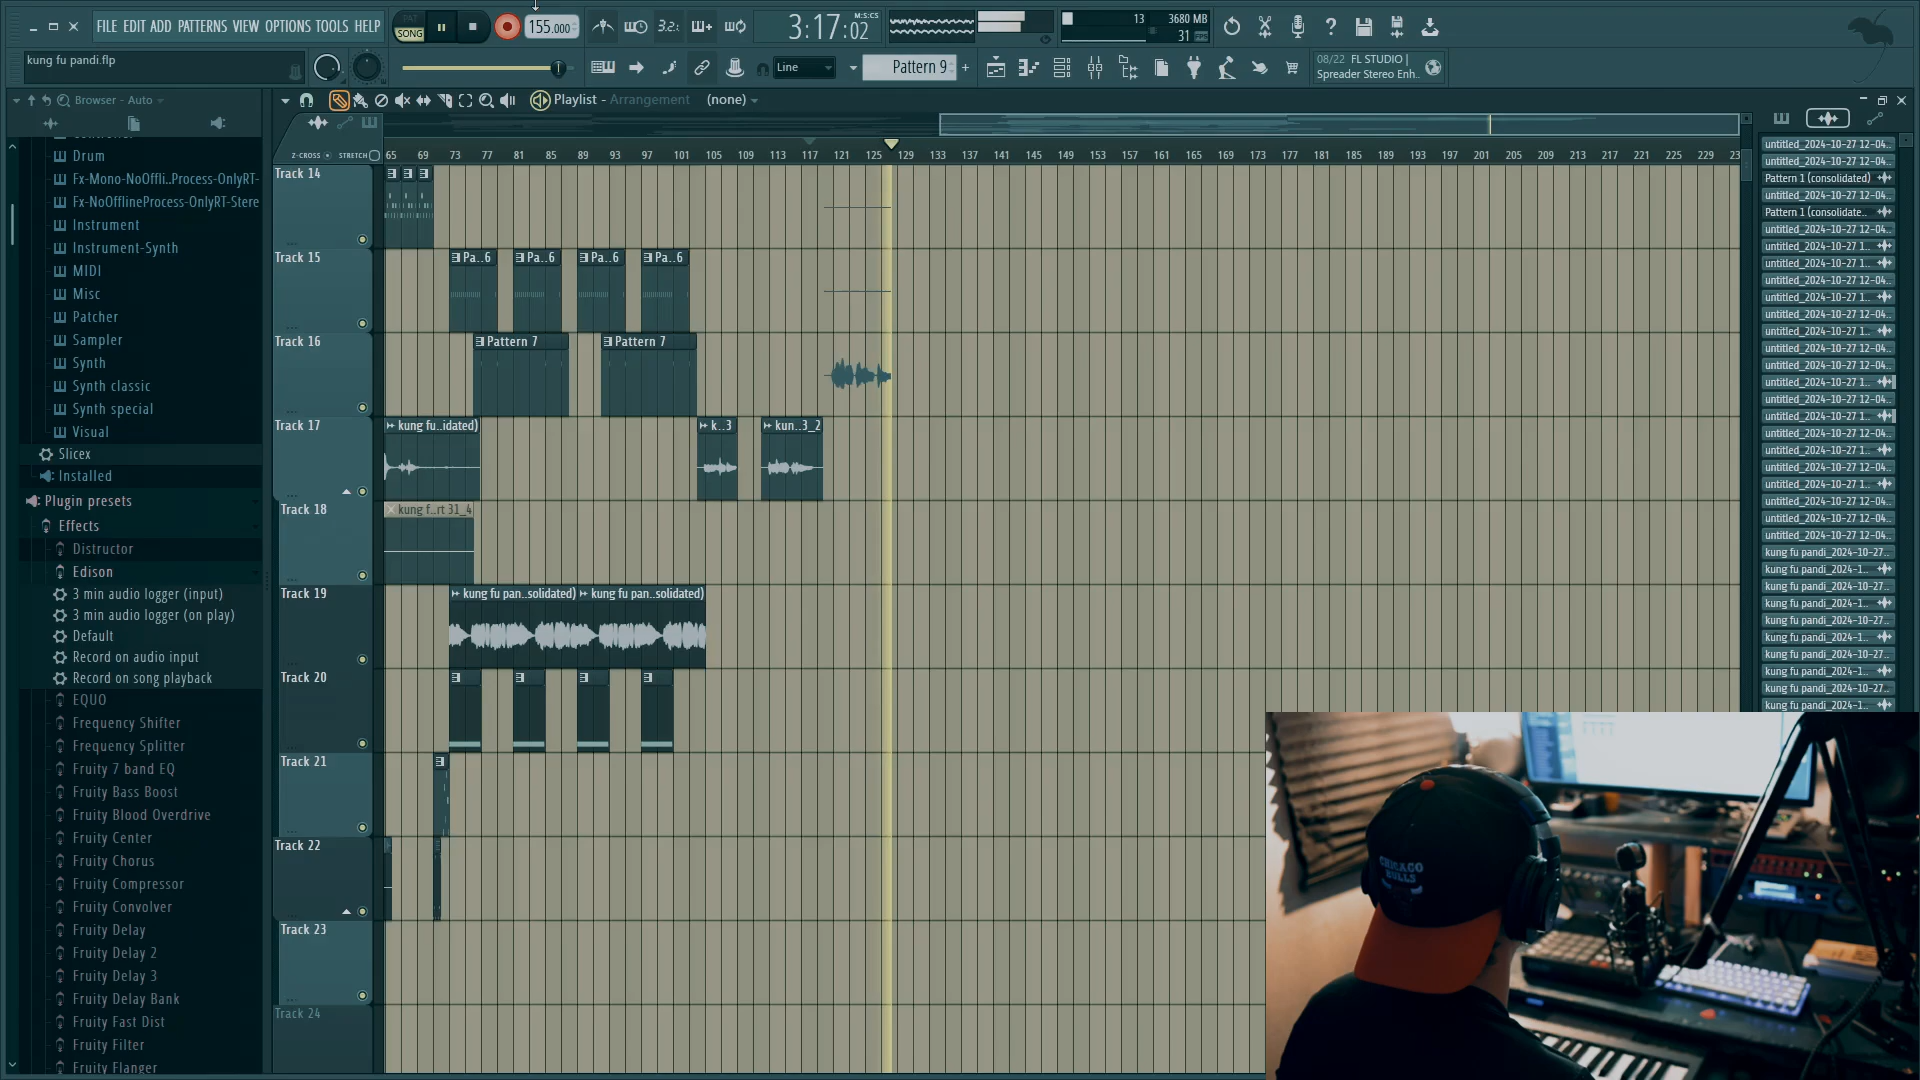 FILE EDIT ADD PATTERNS VIEW OPTIONS TOOLS HELP
PAT
SONG
155.000
3.2
3:17:02
M:S:CS
13
3680 MB
31
kung fu pandi.flp
Line
Pattern 9
08/22 FL STUDIO |
Spreader Stereo Enh..
Browser - Auto
Playlist - Arrangement (none)
Drum
Fx-Mono-NoOffli..Process-OnlyRT-
Fx-NoOfflineProcess-OnlyRT-Stere
Instrument
Instrument-Synth
MIDI
Misc
Patcher
Sampler
Synth
Synth classic
Synth special
Visual
Slicex
Installed
Plugin presets
Effects
Distructor
Edison
3 min audio logger (input)
3 min audio logger (on play)
Default
Record on audio input
Record on song playback
EQUO
Frequency Shifter
Frequency Splitter
Fruity 7 band EQ
Fruity Bass Boost
Fruity Blood Overdrive
Fruity Center
Fruity Chorus
Fruity Compressor
Fruity Convolver
Fruity Delay
Fruity Delay 2
Fruity Delay 3
Fruity Delay Bank
Fruity Fast Dist
Fruity Filter
Fruity Flanger
Z-CROSS STRETCH
65 69 73 77 81 85 89 93 97 101 105 109 113 117 121 125 129 133 137 141 145 149 153 157 161 165 169 173 177 181 185 189 193 197 201 205 209 213 217 221 225 229 23
Track 14
Track 15
Pa..6 Pa..6 Pa..6 Pa..6
Track 16
Pattern 7 Pattern 7
Track 17
kung fu..idated) k..3 kun..3_2
Track 18
kung f..rt 31_4
Track 19
kung fu pan..solidated) kung fu pan..solidated)
Track 20
Track 21
Track 22
Track 23
Track 24
untitled_2024-10-27 12-04..
untitled_2024-10-27 12-04..
Pattern 1 (consolidated)
untitled_2024-10-27 12-04..
Pattern 1 (consolidate..
untitled_2024-10-27 12-04..
untitled_2024-10-27 1..
untitled_2024-10-27 1..
untitled_2024-10-27 12-04..
untitled_2024-10-27 1..
untitled_2024-10-27 12-04..
untitled_2024-10-27 1..
untitled_2024-10-27 12-04..
untitled_2024-10-27 12-04..
untitled_2024-10-27 1..
untitled_2024-10-27 12-04..
untitled_2024-10-27 1..
untitled_2024-10-27 12-04..
untitled_2024-10-27 1..
untitled_2024-10-27 12-04..
untitled_2024-10-27 1..
untitled_2024-10-27 12-04..
untitled_2024-10-27 12-04..
untitled_2024-10-27 12-04..
kung fu pandi_2024-10-27..
kung fu pandi_2024-1..
kung fu pandi_2024-10-27..
kung fu pandi_2024-1..
kung fu pandi_2024-10-27..
kung fu pandi_2024-1..
kung fu pandi_2024-10-27..
kung fu pandi_2024-1..
kung fu pandi_2024-10-27..
kung fu pandi_2024-1..
CHICAGO
BULLS